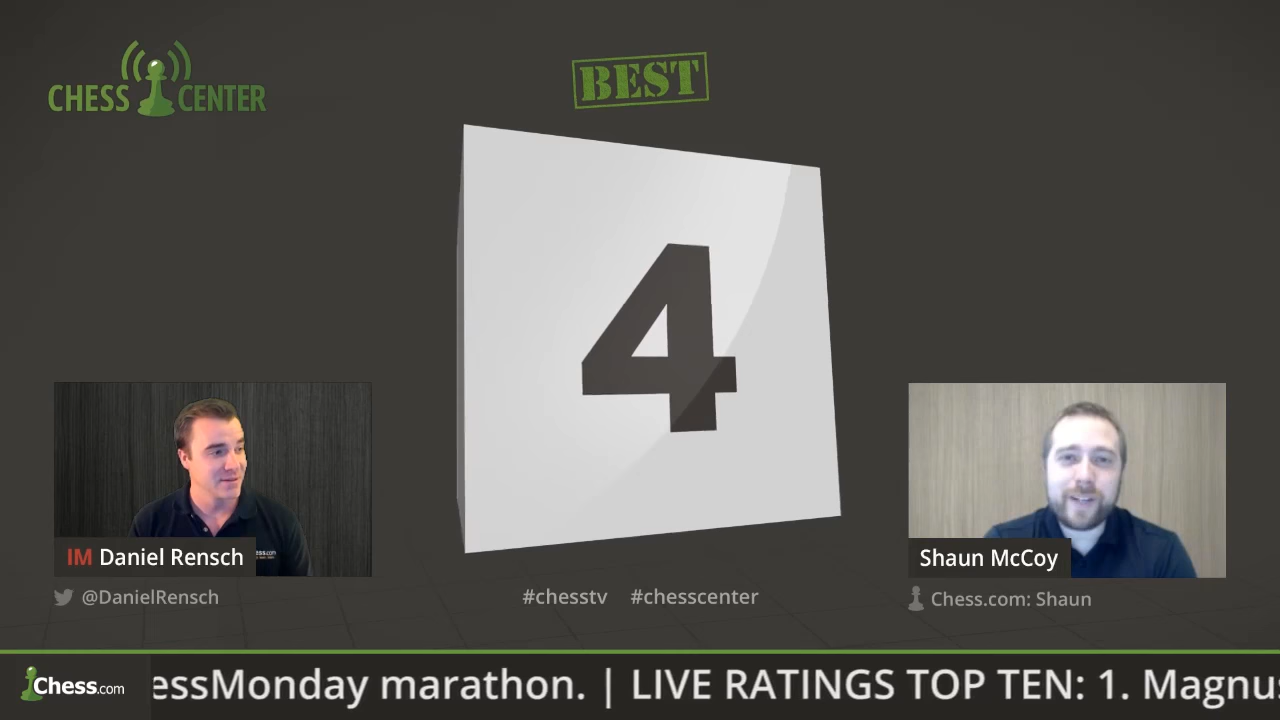 CHESS CENTER
BEST
4
IM Daniel Rensch
@DanielRensch
#chesstv #chesscenter
Shaun McCoy
Chess.com: Shaun
Chess.com
essMonday marathon. | LIVE RATINGS TOP TEN: 1. Magnus